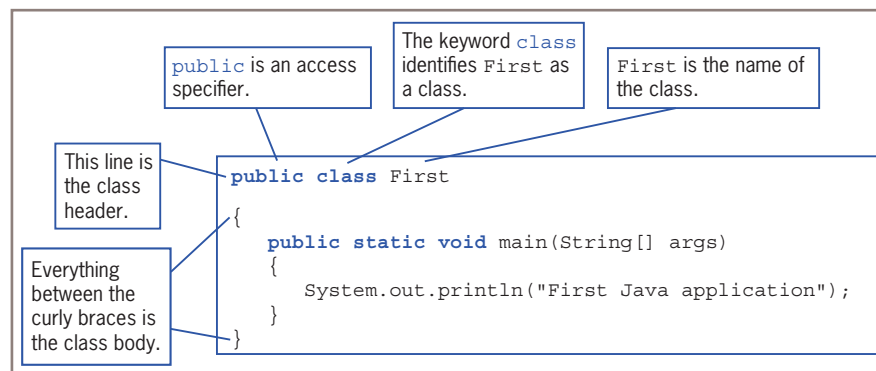 public is an access
specifier.
The keyword class
identifies First as
a class.
First is the name of
the class.
This line is
the class
header.
public class First
{
public static void main(String[] args)
{
System.out.println("First Java application");
}
}
Everything
between the
curly braces is
the class body.